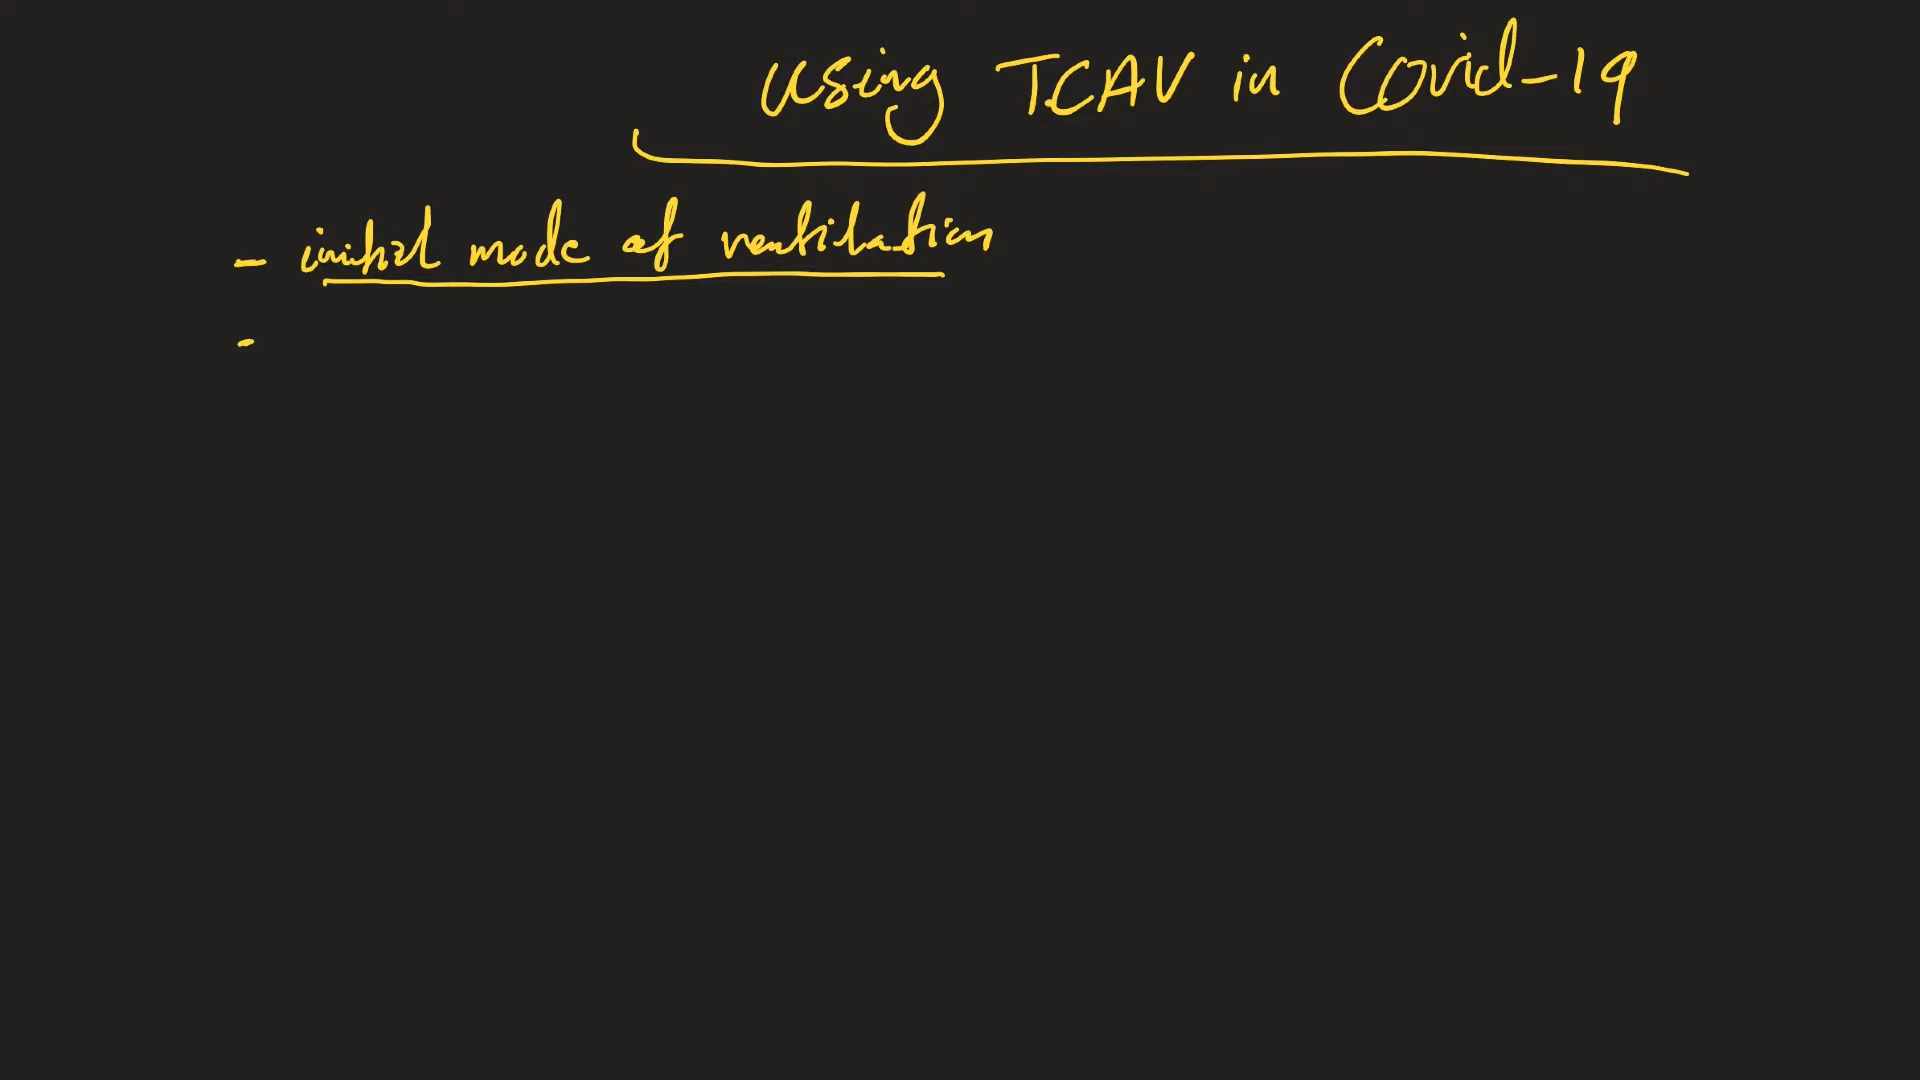 using TCAV in Covid-19
- initial mode of ventilation
-